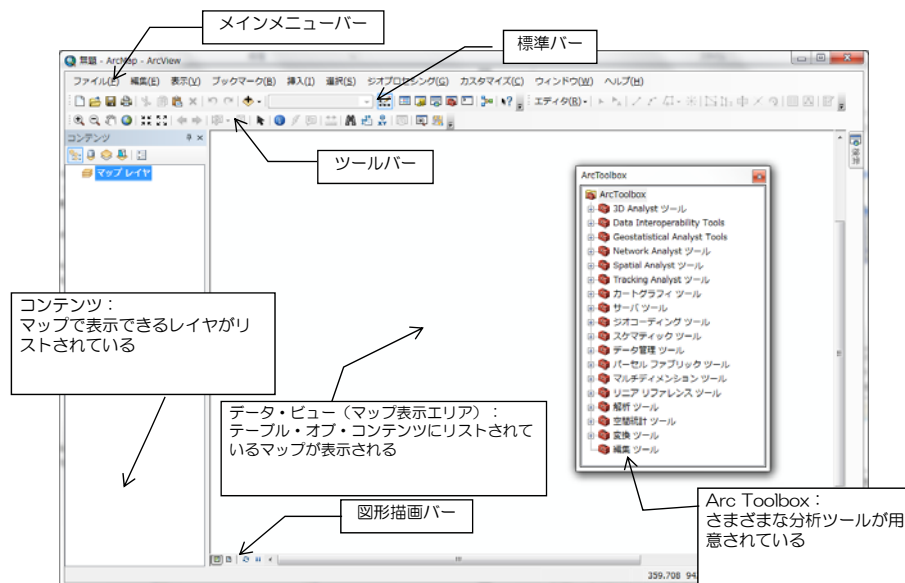 メインメニューバー
標準バー
無題 - ArcMap - ArcView
ファイル(F) 編集(E) 表示(V) ブックマーク(B) 挿入(I) 選択(S) ジオプロセシング(G) カスタマイズ(C) ウィンドウ(W) ヘルプ(H)
エディタ(R)
コンテンツ
ツールバー
マップ レイヤ
ArcToolbox
ArcToolbox
3D Analyst ツール
Data Interoperability Tools
Geostatistical Analyst Tools
Network Analyst ツール
Spatial Analyst ツール
Tracking Analyst ツール
カートグラフィ ツール
サーバ ツール
ジオコーディング ツール
スケマティック ツール
データ管理 ツール
パーセル ファブリック ツール
マルチディメンション ツール
リニア リファレンス ツール
解析 ツール
空間統計 ツール
変換 ツール
編集 ツール
コンテンツ：
マップで表示できるレイヤがリ
ストされている
データ・ビュー（マップ表示エリア）：
テーブル・オブ・コンテンツにリストされて
いるマップが表示される
図形描画バー
Arc Toolbox：
さまざまな分析ツールが用
意されている
359.708